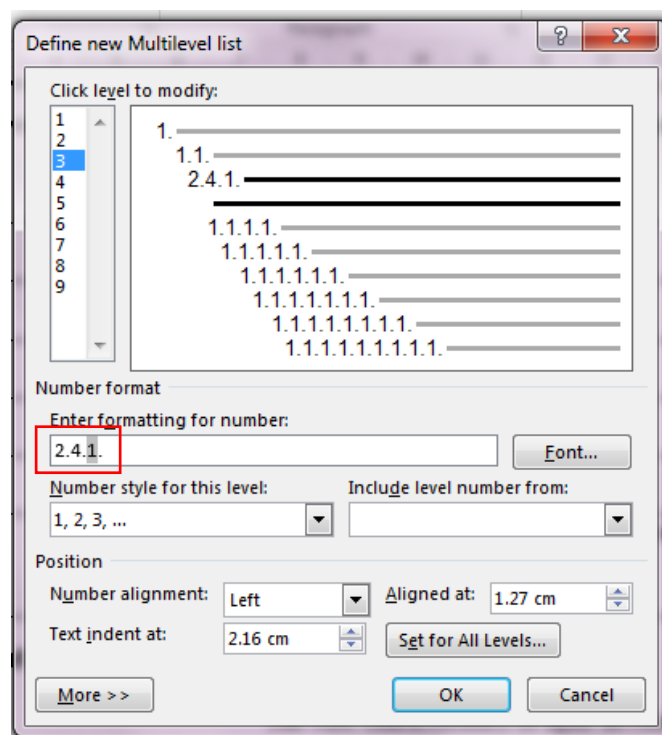 Define new Multilevel list
?
X
Click level to modify:
1
2
3
4
5
6
7
8
9
1.
1.1.
2.4.1.
1.1.1.1.
1.1.1.1.1.
1.1.1.1.1.1.
1.1.1.1.1.1.1.
1.1.1.1.1.1.1.1.
1.1.1.1.1.1.1.1.1.
Number format
Enter formatting for number:
2.4.1.
Font...
Number style for this level:
Include level number from:
1, 2, 3, ...
Position
Number alignment:
Left
Aligned at:
1.27 cm
Text indent at:
2.16 cm
Set for All Levels...
More >>
OK
Cancel